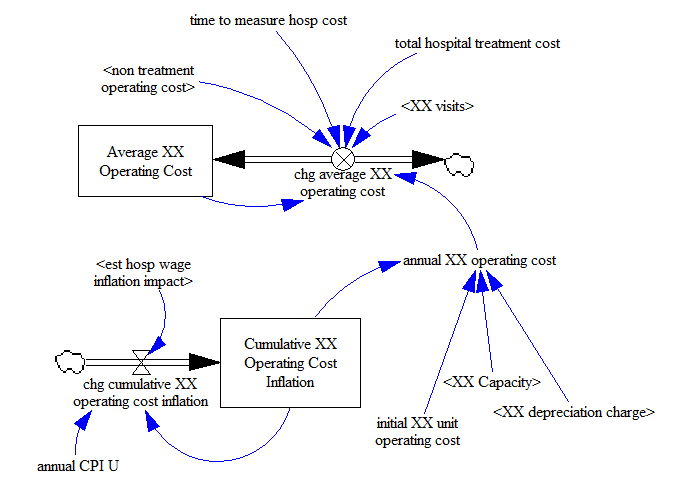 time to measure hosp cost
total hospital treatment cost
<non treatment
operating cost>
<XX visits>
Average XX
Operating Cost
chg average XX
operating cost
<est hosp wage
inflation impact>
annual XX operating cost
Cumulative XX
Operating Cost
Inflation
chg cumulative XX
operating cost inflation
<XX Capacity>
<XX depreciation charge>
initial XX unit
operating cost
annual CPI U